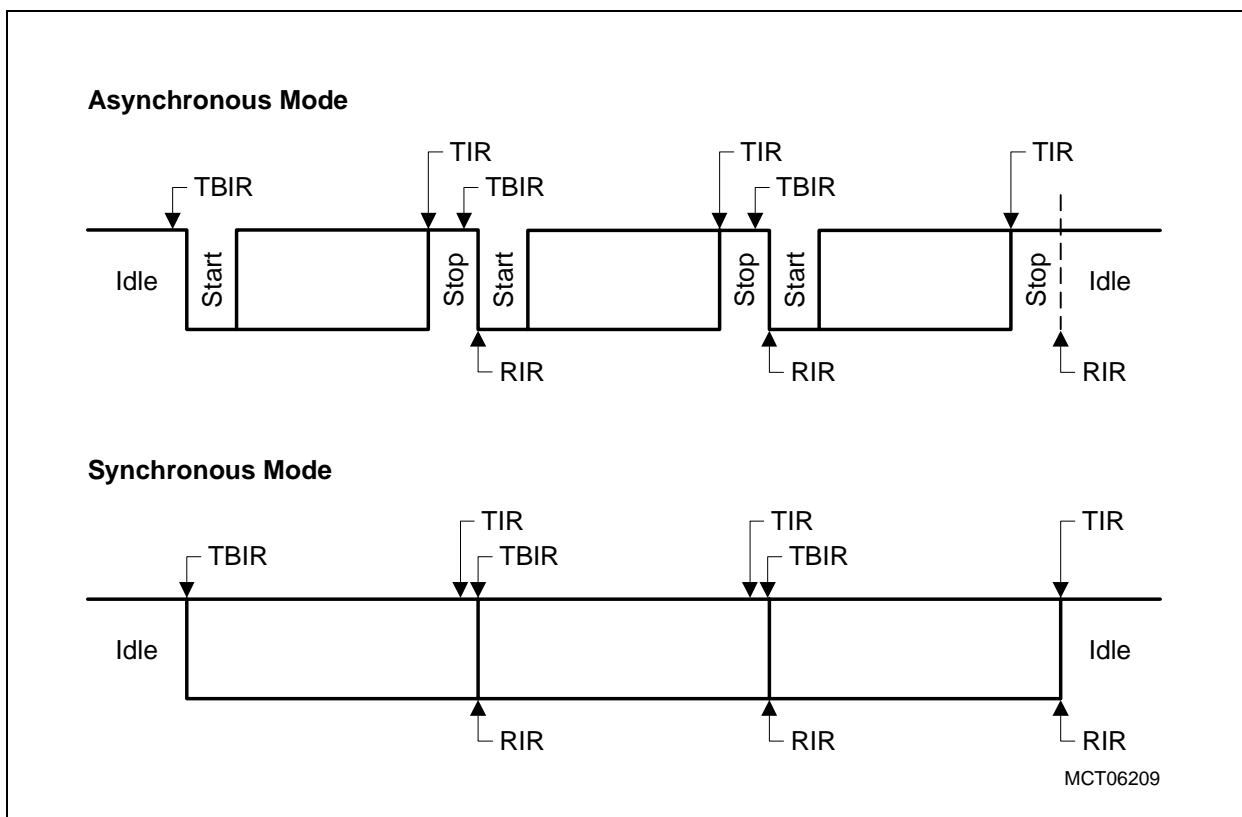 Asynchronous Mode
TIR TIR TIR
TBIR TBIR TBIR
Idle Start Stop Start Stop Start Stop Idle
RIR RIR RIR
Synchronous Mode
TIR TIR TIR
TBIR TBIR TBIR
Idle Idle
RIR RIR RIR
MCT06209